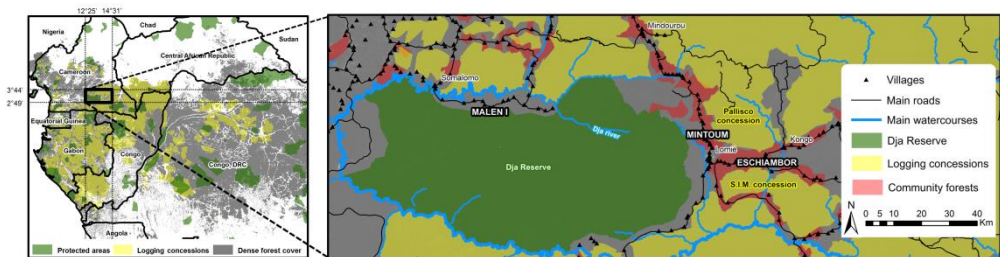 12°25' 14°31'
Nigeria
Chad
Sudan
Central African Republic
Cameroon
3°44'
2°49'
Equatorial Guinea
Gabon
Congo
Congo, DRC
Angola
Protected areas
Logging concessions
Dense forest cover
Mindourou
Somalomo
MALEN I
Dja river
Dja Reserve
Pallisco
concession
MINTOUM
Lomié
Kongo
ESCHIAMBOR
S.I.M. concession
Villages
Main roads
Main watercourses
Dja Reserve
Logging concessions
Community forests
N
0 5 10 20 30 40
Km